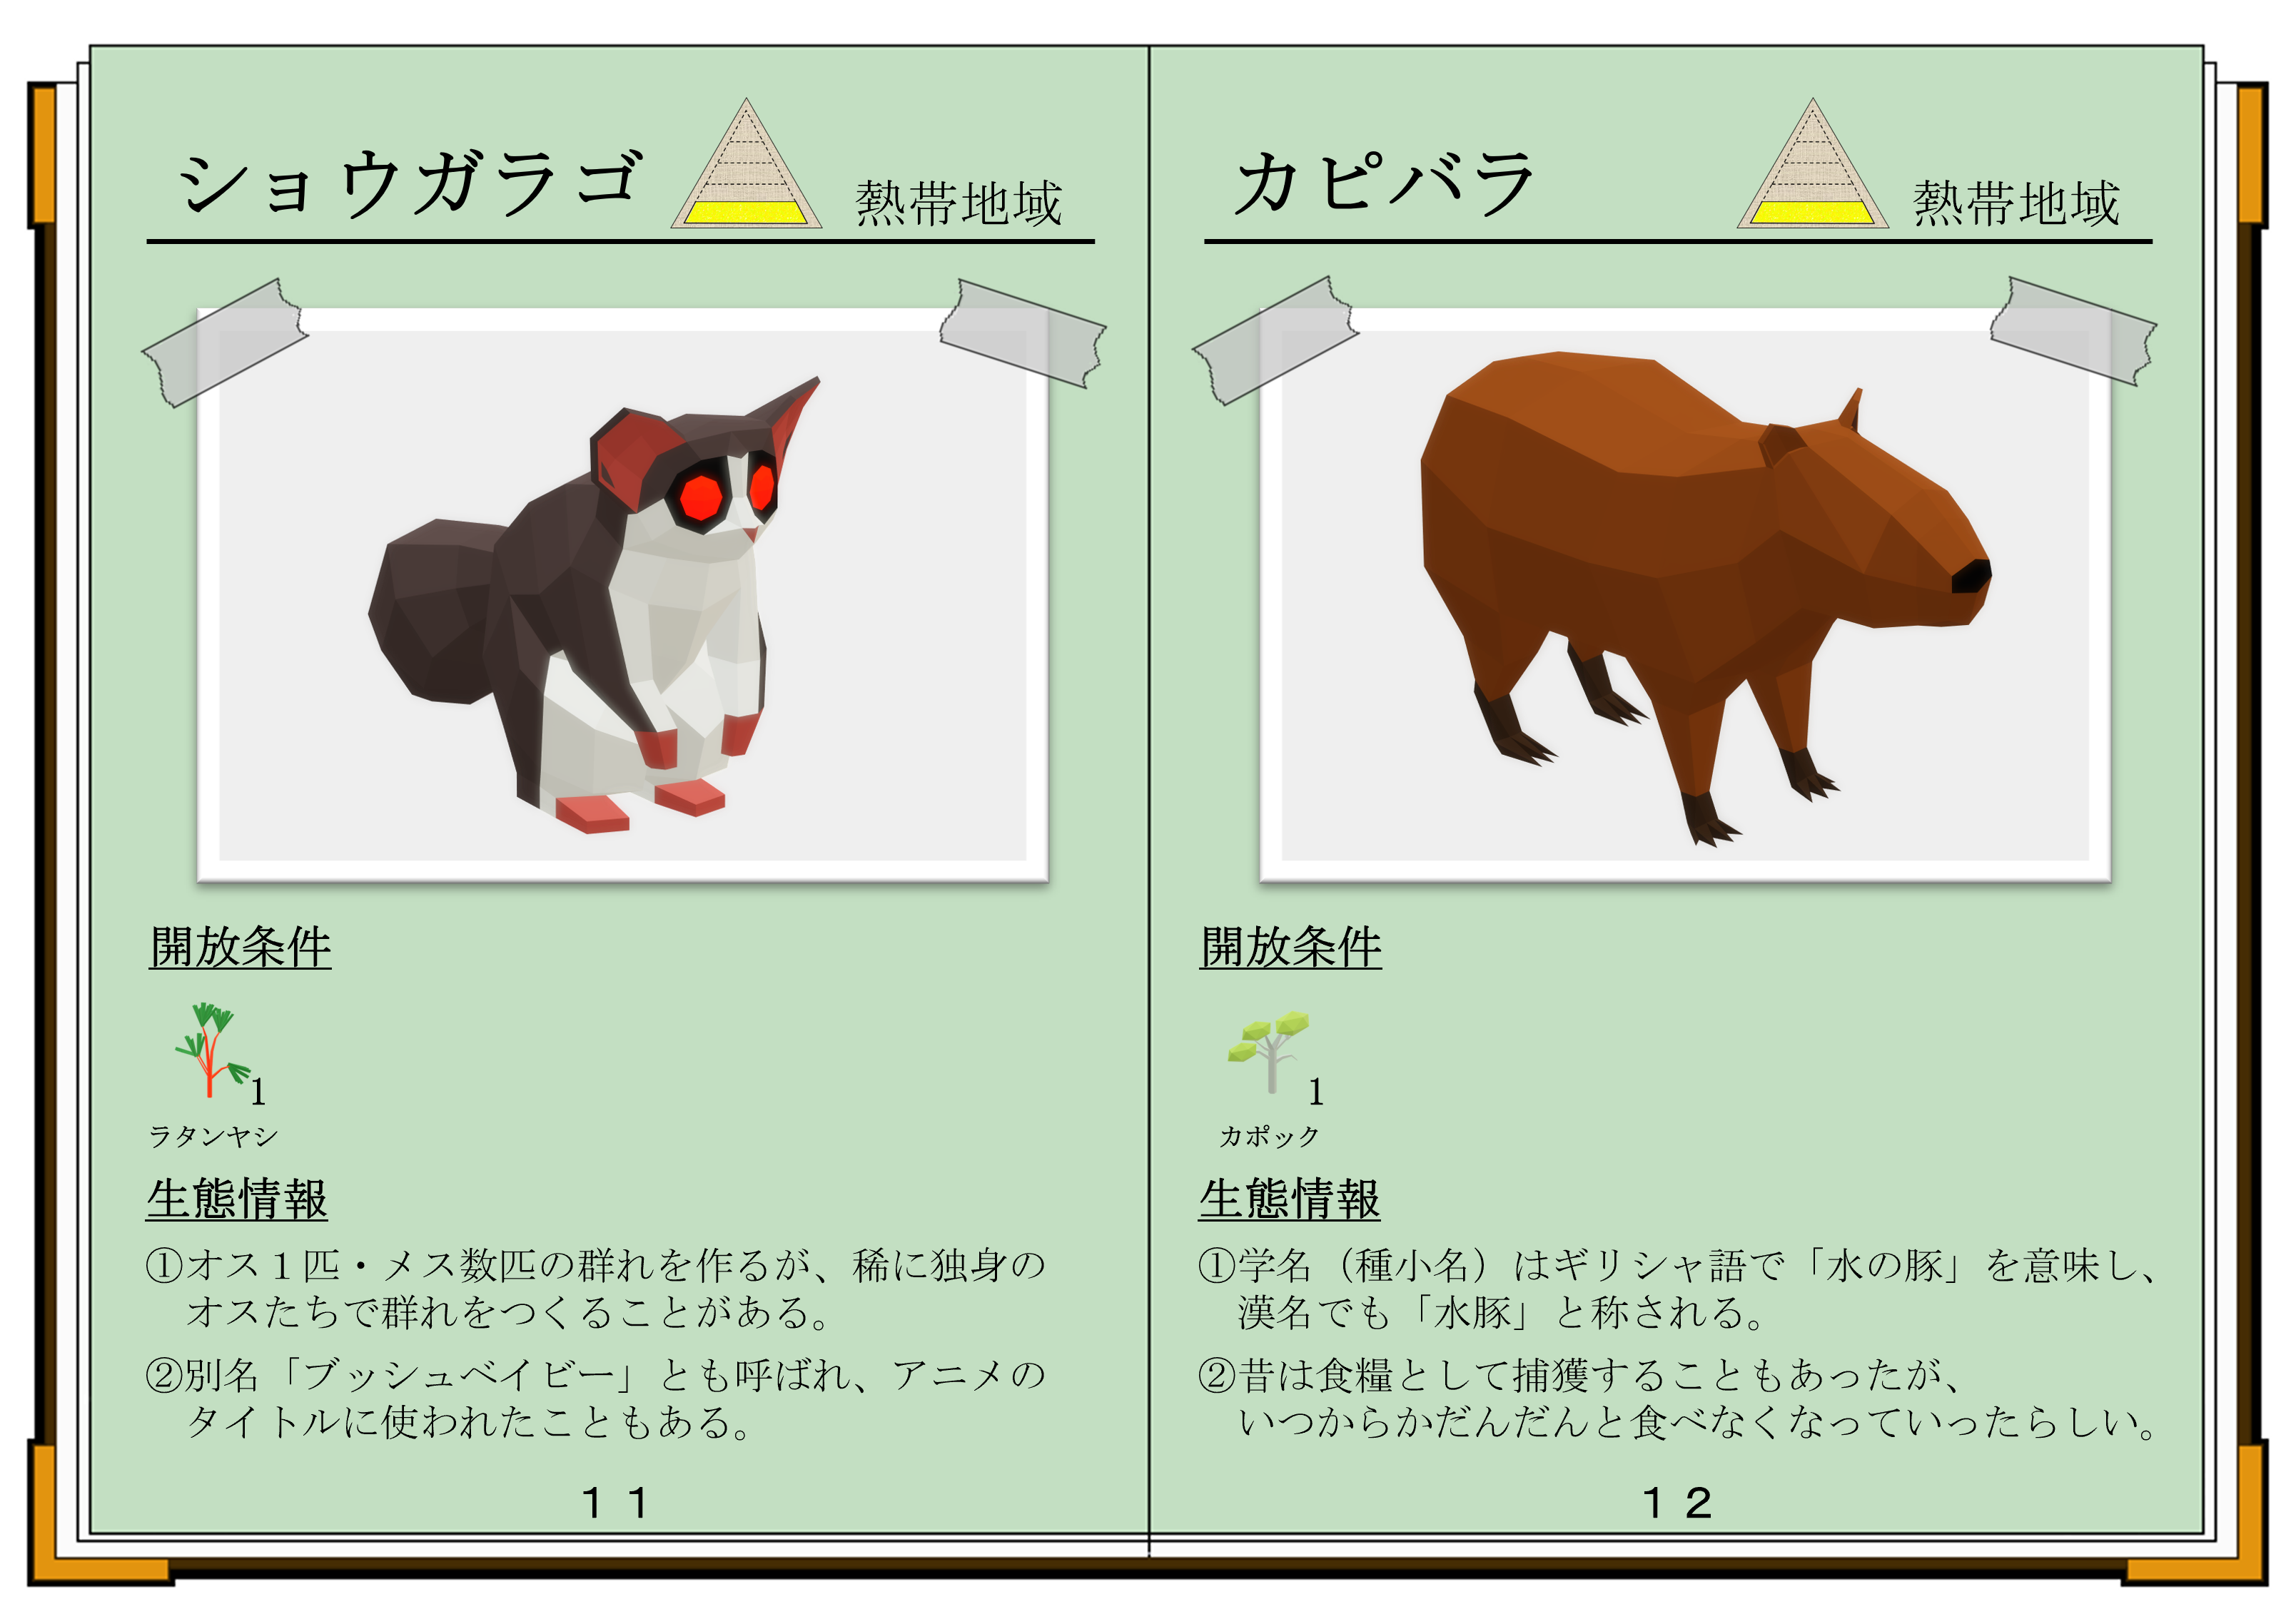 ショウガラゴ
熱帯地域
開放条件
1
ラタンヤシ
生態情報
①オス１匹・メス数匹の群れを作るが、稀に独身の
オスたちで群れをつくることがある。
②別名「ブッシュベイビー」とも呼ばれ、アニメの
タイトルに使われたこともある。
１１
カピバラ
熱帯地域
開放条件
1
カポック
生態情報
①学名（種小名）はギリシャ語で「水の豚」を意味し、
漢名でも「水豚」と称される。
②昔は食糧として捕獲することもあったが、
いつからかだんだんと食べなくなっていったらしい。
１２